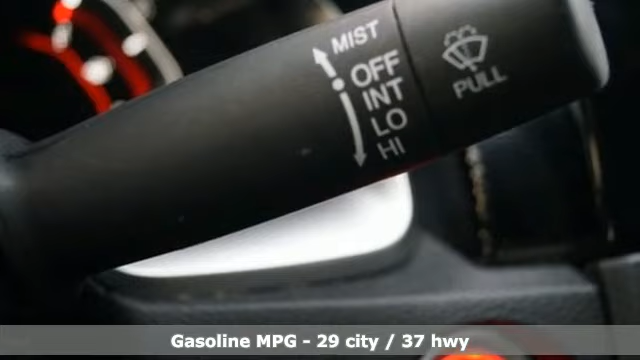 MIST
OFF
INT
LO
HI
PULL
Gasoline MPG - 29 city / 37 hwy